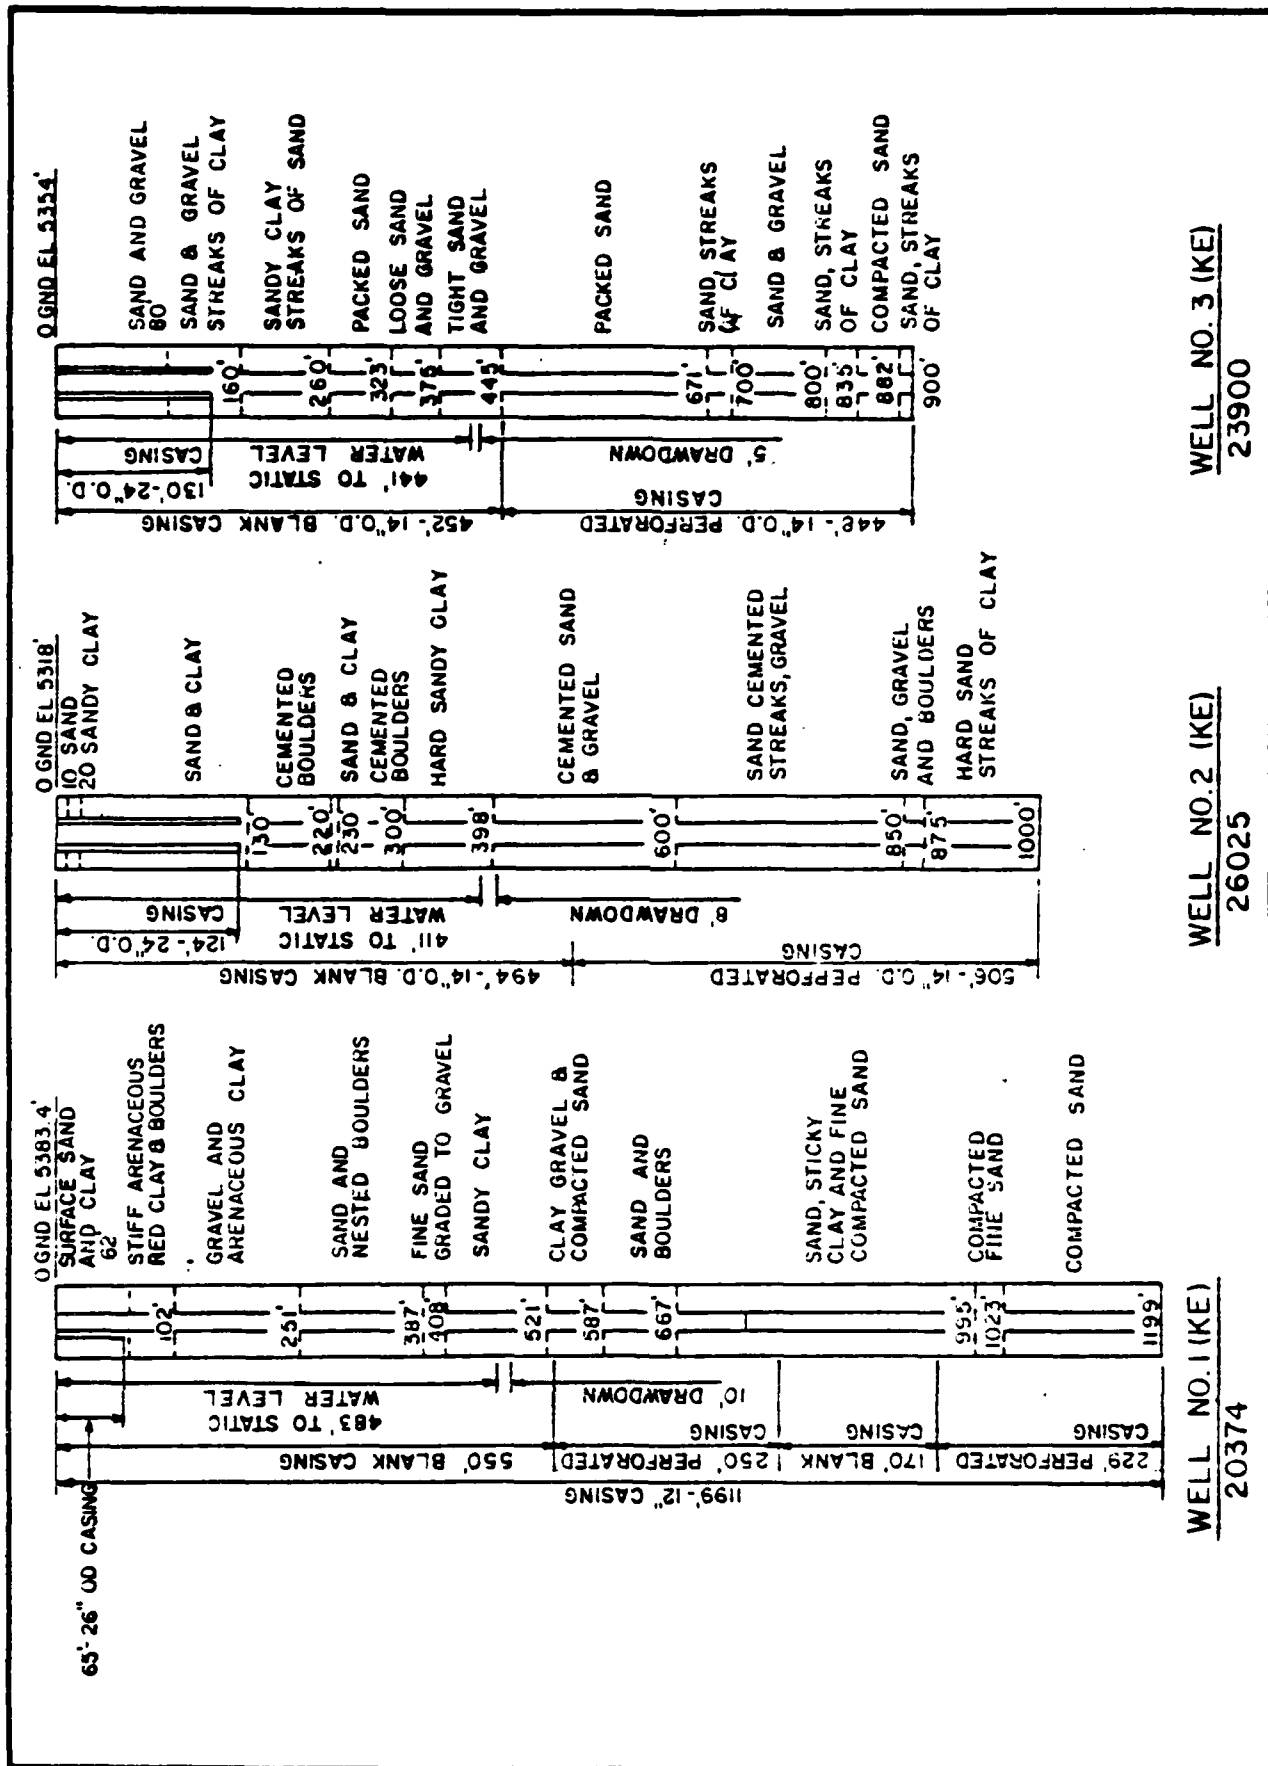 65'-26" OD CASING
0 GND EL 5383.4'
SURFACE SAND
AND CLAY
62'
STIFF ARENACEOUS
RED CLAY & BOULDERS
102'
GRAVEL AND
ARENACEOUS CLAY
251'
SAND AND
NESTED BOULDERS
387'
FINE SAND
GRADED TO GRAVEL
408'
SANDY CLAY
521'
CLAY GRAVEL &
COMPACTED SAND
587'
SAND AND
BOULDERS
667'
SAND, STICKY
CLAY AND FINE
COMPACTED SAND
995'
COMPACTED
FINE SAND
1023'
COMPACTED SAND
1199'
483' TO STATIC
WATER LEVEL
10' DRAWDOWN
550' BLANK CASING
250' PERFORATED
CASING
170' BLANK
CASING
229' PERFORATED
CASING
1199'-12" CASING
WELL NO. 1 (KE)
20374
0 GND EL 5318'
10 SAND
20 SANDY CLAY
SAND & CLAY
130'
CEMENTED
BOULDERS
220'
230'
SAND & CLAY
CEMENTED
BOULDERS
300'
HARD SANDY CLAY
398'
CEMENTED SAND
& GRAVEL
600'
SAND CEMENTED
STREAKS, GRAVEL
850'
SAND, GRAVEL
AND BOULDERS
875'
HARD SAND
STREAKS OF CLAY
1000'
124'-24" O.D.
CASING
411' TO STATIC
WATER LEVEL
8' DRAWDOWN
494'-14" O.D. BLANK CASING
506'-14" O.D. PERFORATED
CASING
WELL NO. 2 (KE)
26025
0 GND EL 5354'
SAND AND GRAVEL
80'
SAND & GRAVEL
STREAKS OF CLAY
160'
SANDY CLAY
STREAKS OF SAND
260'
PACKED SAND
323'
LOOSE SAND
AND GRAVEL
376'
TIGHT SAND
AND GRAVEL
445'
PACKED SAND
671'
SAND, STREAKS
OF CLAY
700'
SAND & GRAVEL
800'
SAND, STREAKS
OF CLAY
835'
COMPACTED SAND
882'
SAND, STREAKS
OF CLAY
900'
130'-24" O.D.
CASING
441' TO STATIC
WATER LEVEL
5' DRAWDOWN
452'-14" O.D. BLANK CASING
448'-14" O.D. PERFORATED
CASING
WELL NO. 3 (KE)
23900